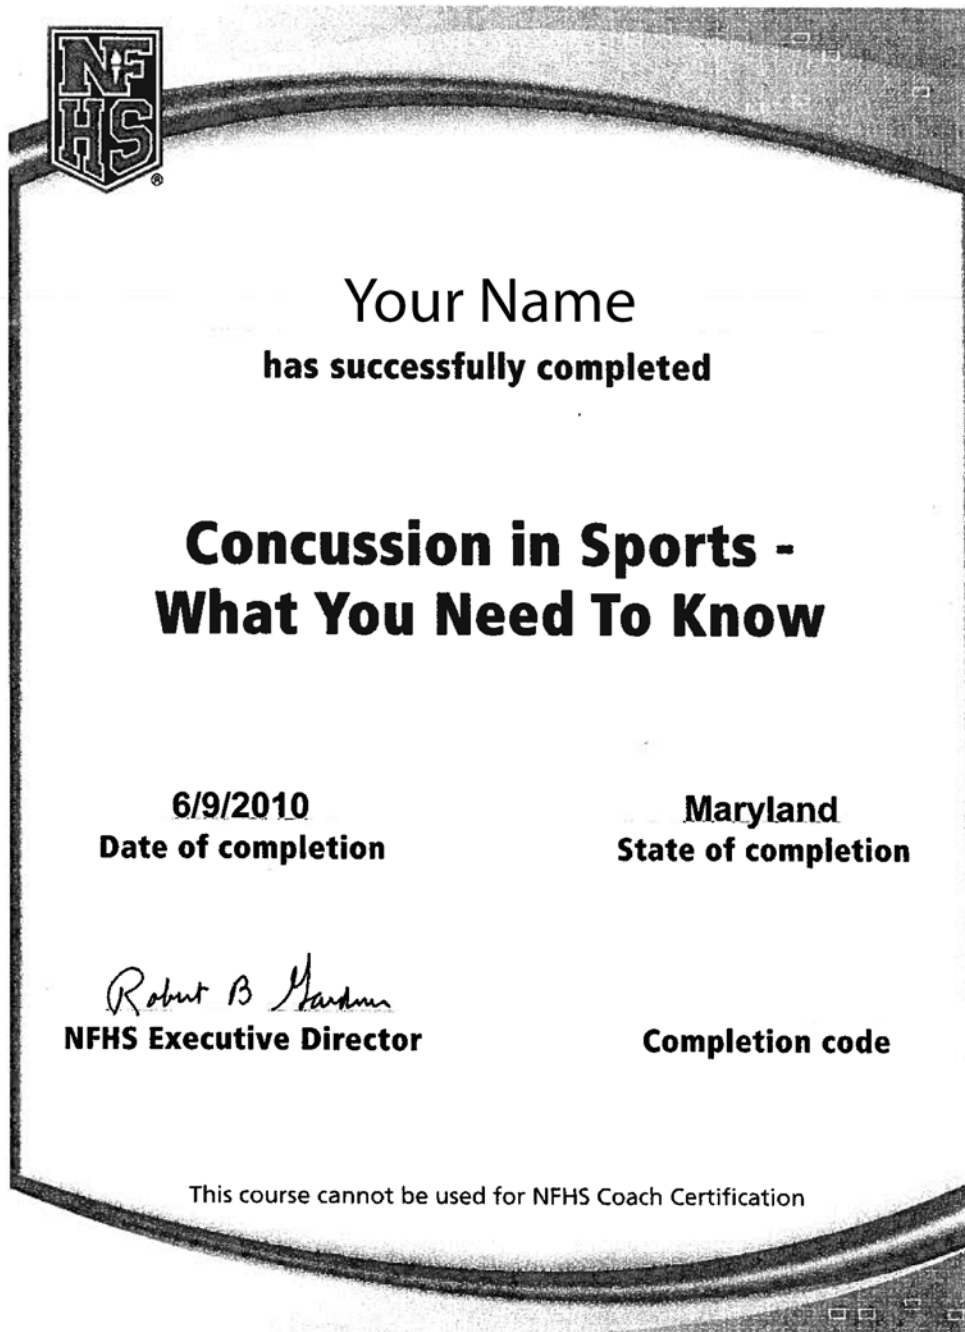 NF
HS
®
Your Name
has successfully completed
Concussion in Sports -
What You Need To Know
6/9/2010
Date of completion
Maryland
State of completion
Robert B Gardner
NFHS Executive Director
Completion code
This course cannot be used for NFHS Coach Certification